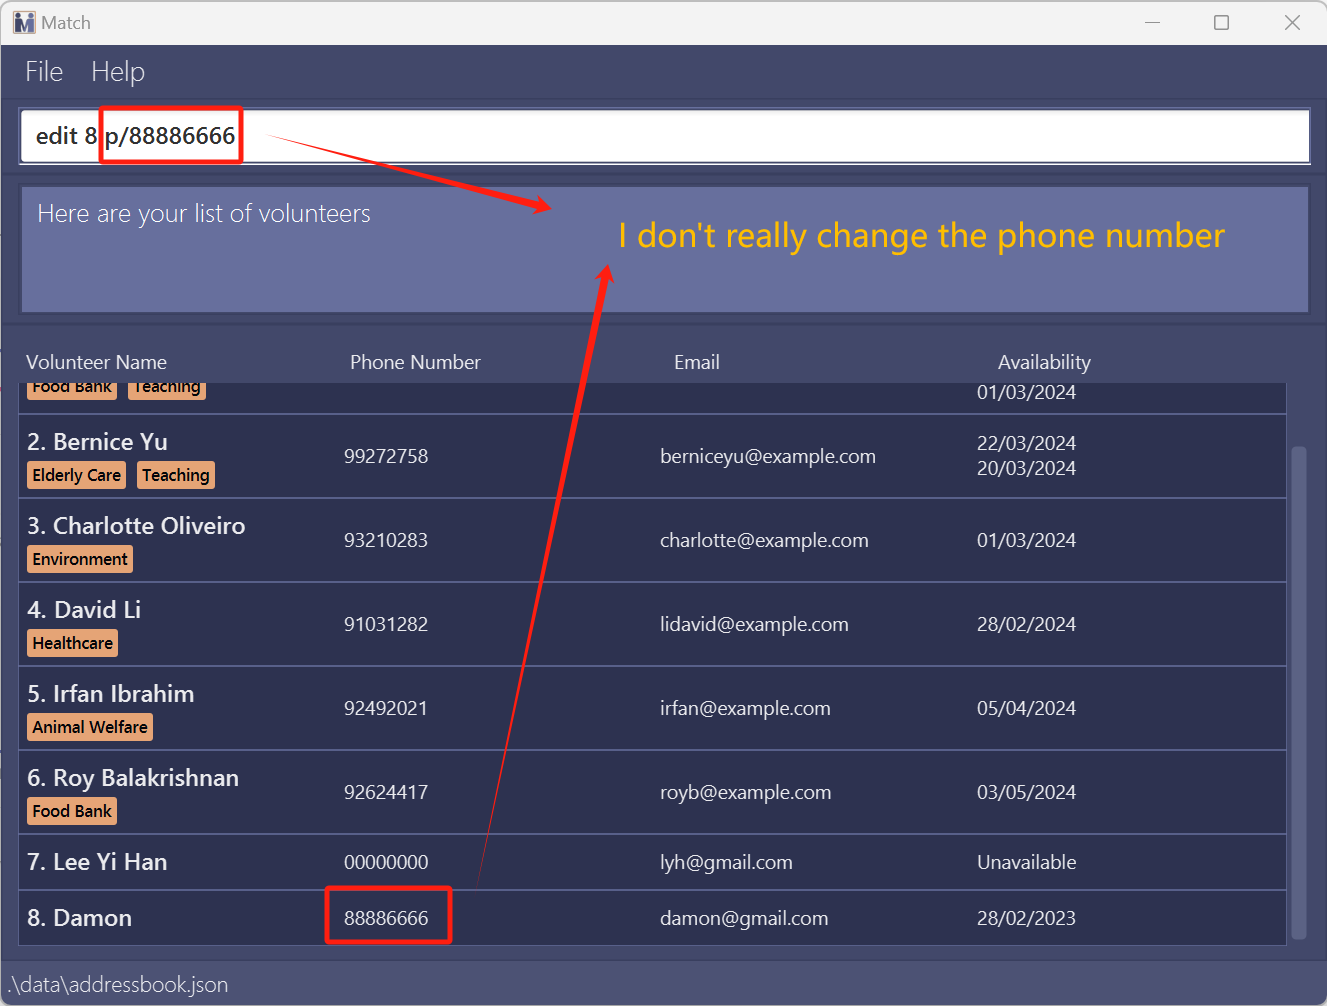 Match
File Help
edit 8 p/88886666
Here are your list of volunteers
I don't really change the phone number
Volunteer Name Phone Number Email Availability
Food Bank Teaching 01/03/2024
2. Bernice Yu 99272758 berniceyu@example.com 22/03/2024
Elderly Care Teaching 20/03/2024
3. Charlotte Oliveiro 93210283 charlotte@example.com 01/03/2024
Environment
4. David Li 91031282 lidavid@example.com 28/02/2024
Healthcare
5. Irfan Ibrahim 92492021 irfan@example.com 05/04/2024
Animal Welfare
6. Roy Balakrishnan 92624417 royb@example.com 03/05/2024
Food Bank
7. Lee Yi Han 00000000 lyh@gmail.com Unavailable
8. Damon 88886666 damon@gmail.com 28/02/2023
.\data\addressbook.json